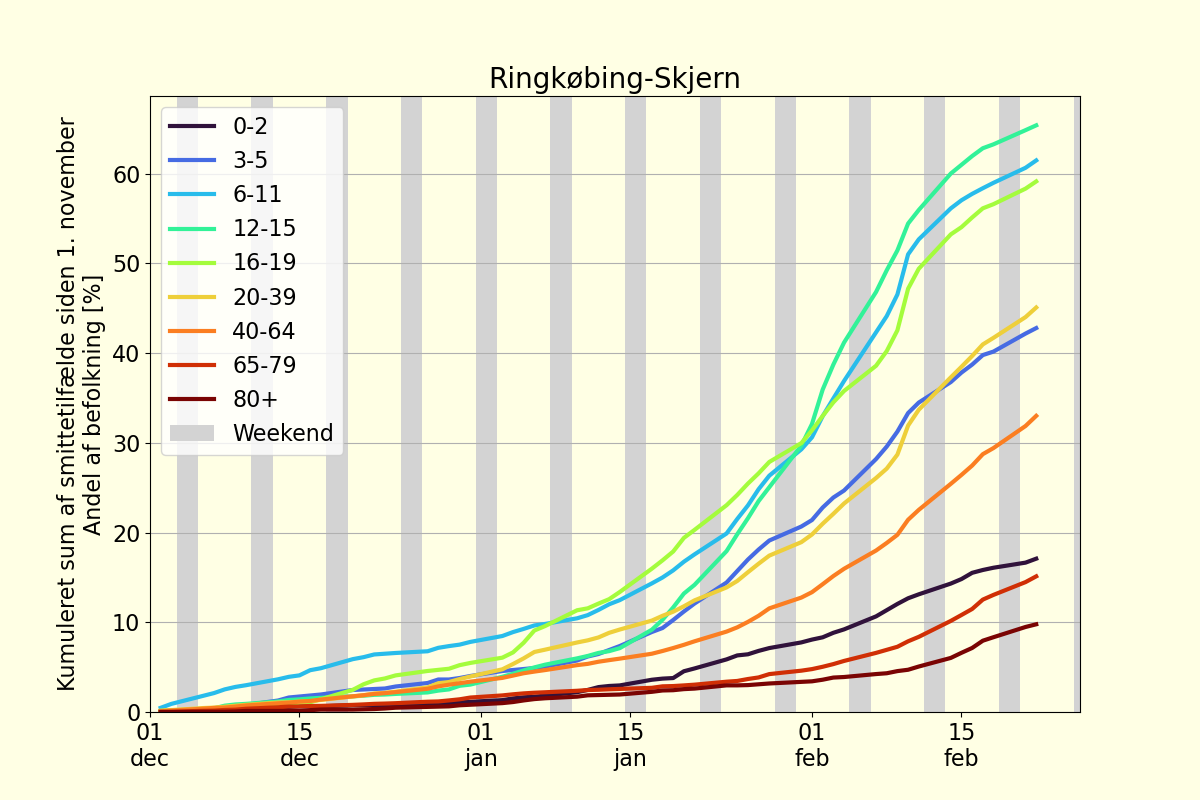 Ringkøbing-Skjern
Kumuleret sum af smittetilfælde siden 1. november
Andel af befolkning [%]
60
50
40
30
20
10
0
0-2
3-5
6-11
12-15
16-19
20-39
40-64
65-79
80+
Weekend
01 15 01 15 01 15
dec dec jan jan feb feb